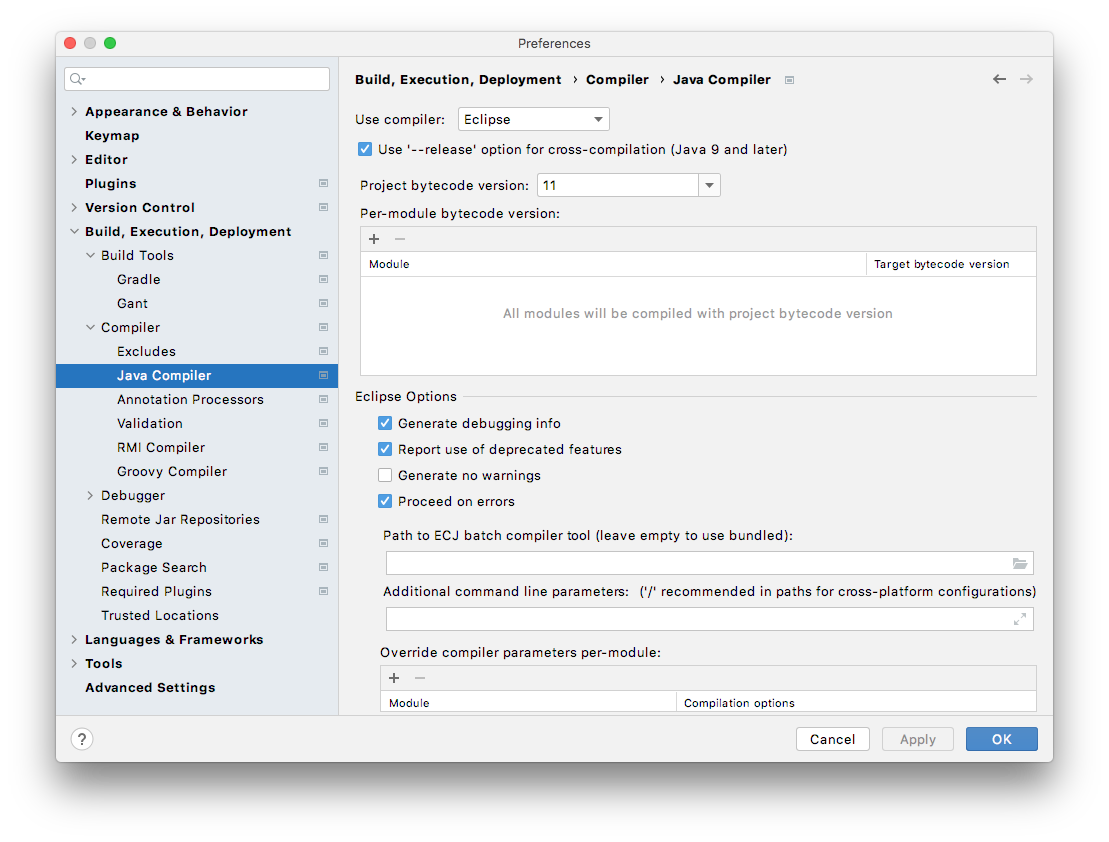 Preferences
Appearance & Behavior
Keymap
Editor
Plugins
Version Control
Build, Execution, Deployment
Build Tools
Gradle
Gant
Compiler
Excludes
Java Compiler
Annotation Processors
Validation
RMI Compiler
Groovy Compiler
Debugger
Remote Jar Repositories
Coverage
Package Search
Required Plugins
Trusted Locations
Languages & Frameworks
Tools
Advanced Settings
Build, Execution, Deployment › Compiler › Java Compiler
Use compiler: Eclipse
Use '--release' option for cross-compilation (Java 9 and later)
Project bytecode version: 11
Per-module bytecode version:
Module Target bytecode version
All modules will be compiled with project bytecode version
Eclipse Options
Generate debugging info
Report use of deprecated features
Generate no warnings
Proceed on errors
Path to ECJ batch compiler tool (leave empty to use bundled):
Additional command line parameters: ('/' recommended in paths for cross-platform configurations)
Override compiler parameters per-module:
Module Compilation options
? Cancel Apply OK